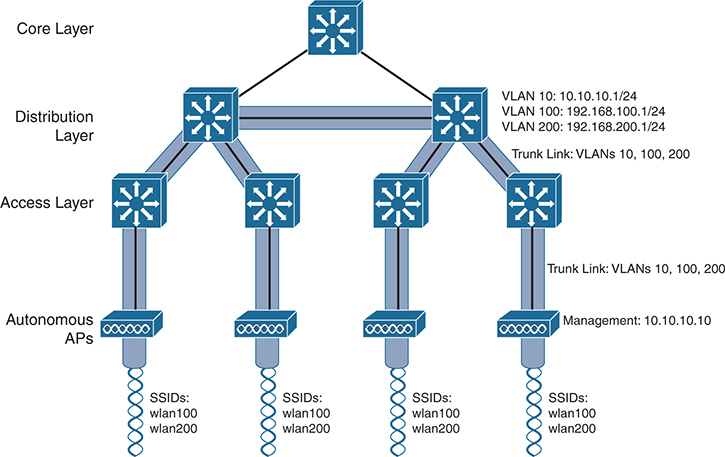 Core Layer
Distribution
Layer
VLAN 10: 10.10.10.1/24
VLAN 100: 192.168.100.1/24
VLAN 200: 192.168.200.1/24
Trunk Link: VLANs 10, 100, 200
Access Layer
Trunk Link: VLANs 10, 100, 200
Autonomous
APs
Management: 10.10.10.10
SSIDs:
wlan100
wlan200
SSIDs:
wlan100
wlan200
SSIDs:
wlan100
wlan200
SSIDs:
wlan100
wlan200